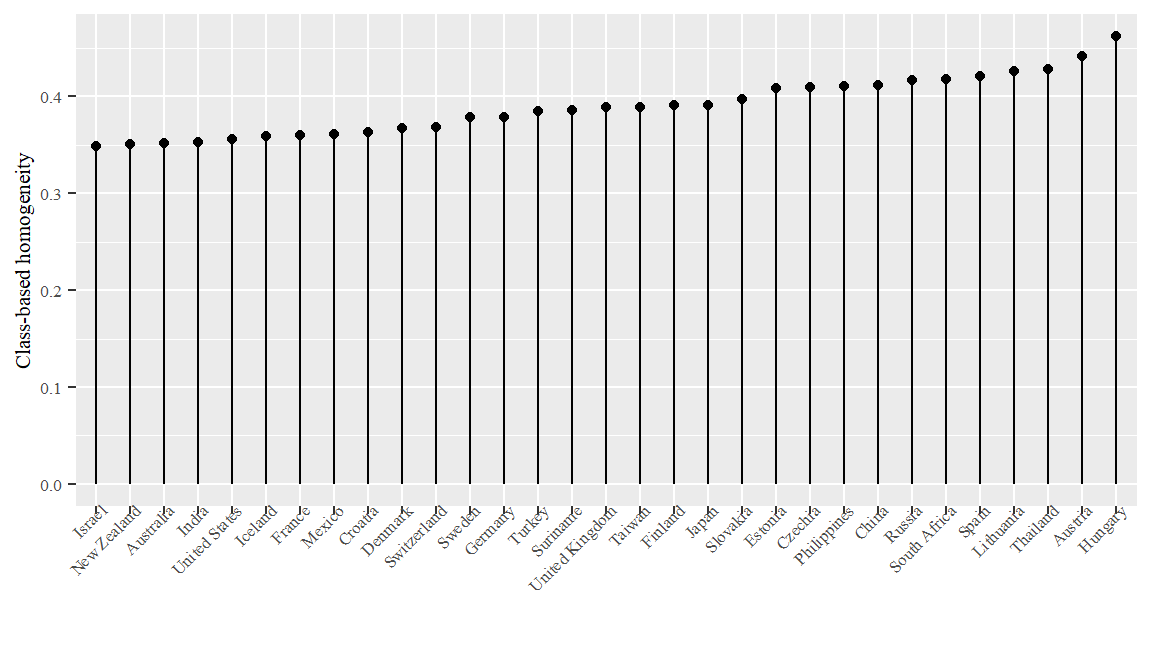 Class-based homogeneity
0.4
0.3
0.2
0.1
0.0
Israel
New Zealand
Australia
India
United States
Iceland
France
Mexico
Croatia
Denmark
Switzerland
Sweden
Germany
Turkey
Suriname
United Kingdom
Taiwan
Finland
Japan
Slovakia
Estonia
Czechia
Philippines
China
Russia
South Africa
Spain
Lithuania
Thailand
Austria
Hungary